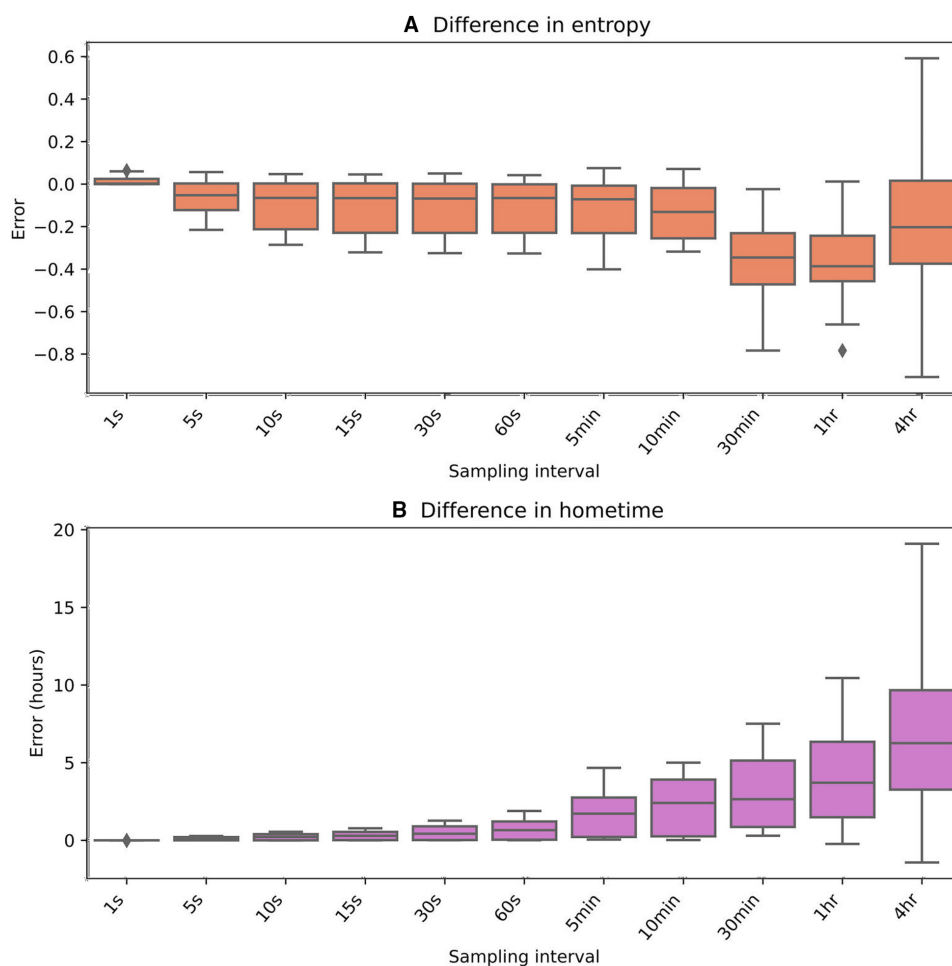 A Difference in entropy
0.6
0.4
0.2
0.0
−0.2
−0.4
−0.6
−0.8
Error
1s 5s 10s 15s 30s 60s 5min 10min 30min 1hr 4hr
Sampling interval
B Difference in hometime
20
15
10
5
0
Error (hours)
1s 5s 10s 15s 30s 60s 5min 10min 30min 1hr 4hr
Sampling interval